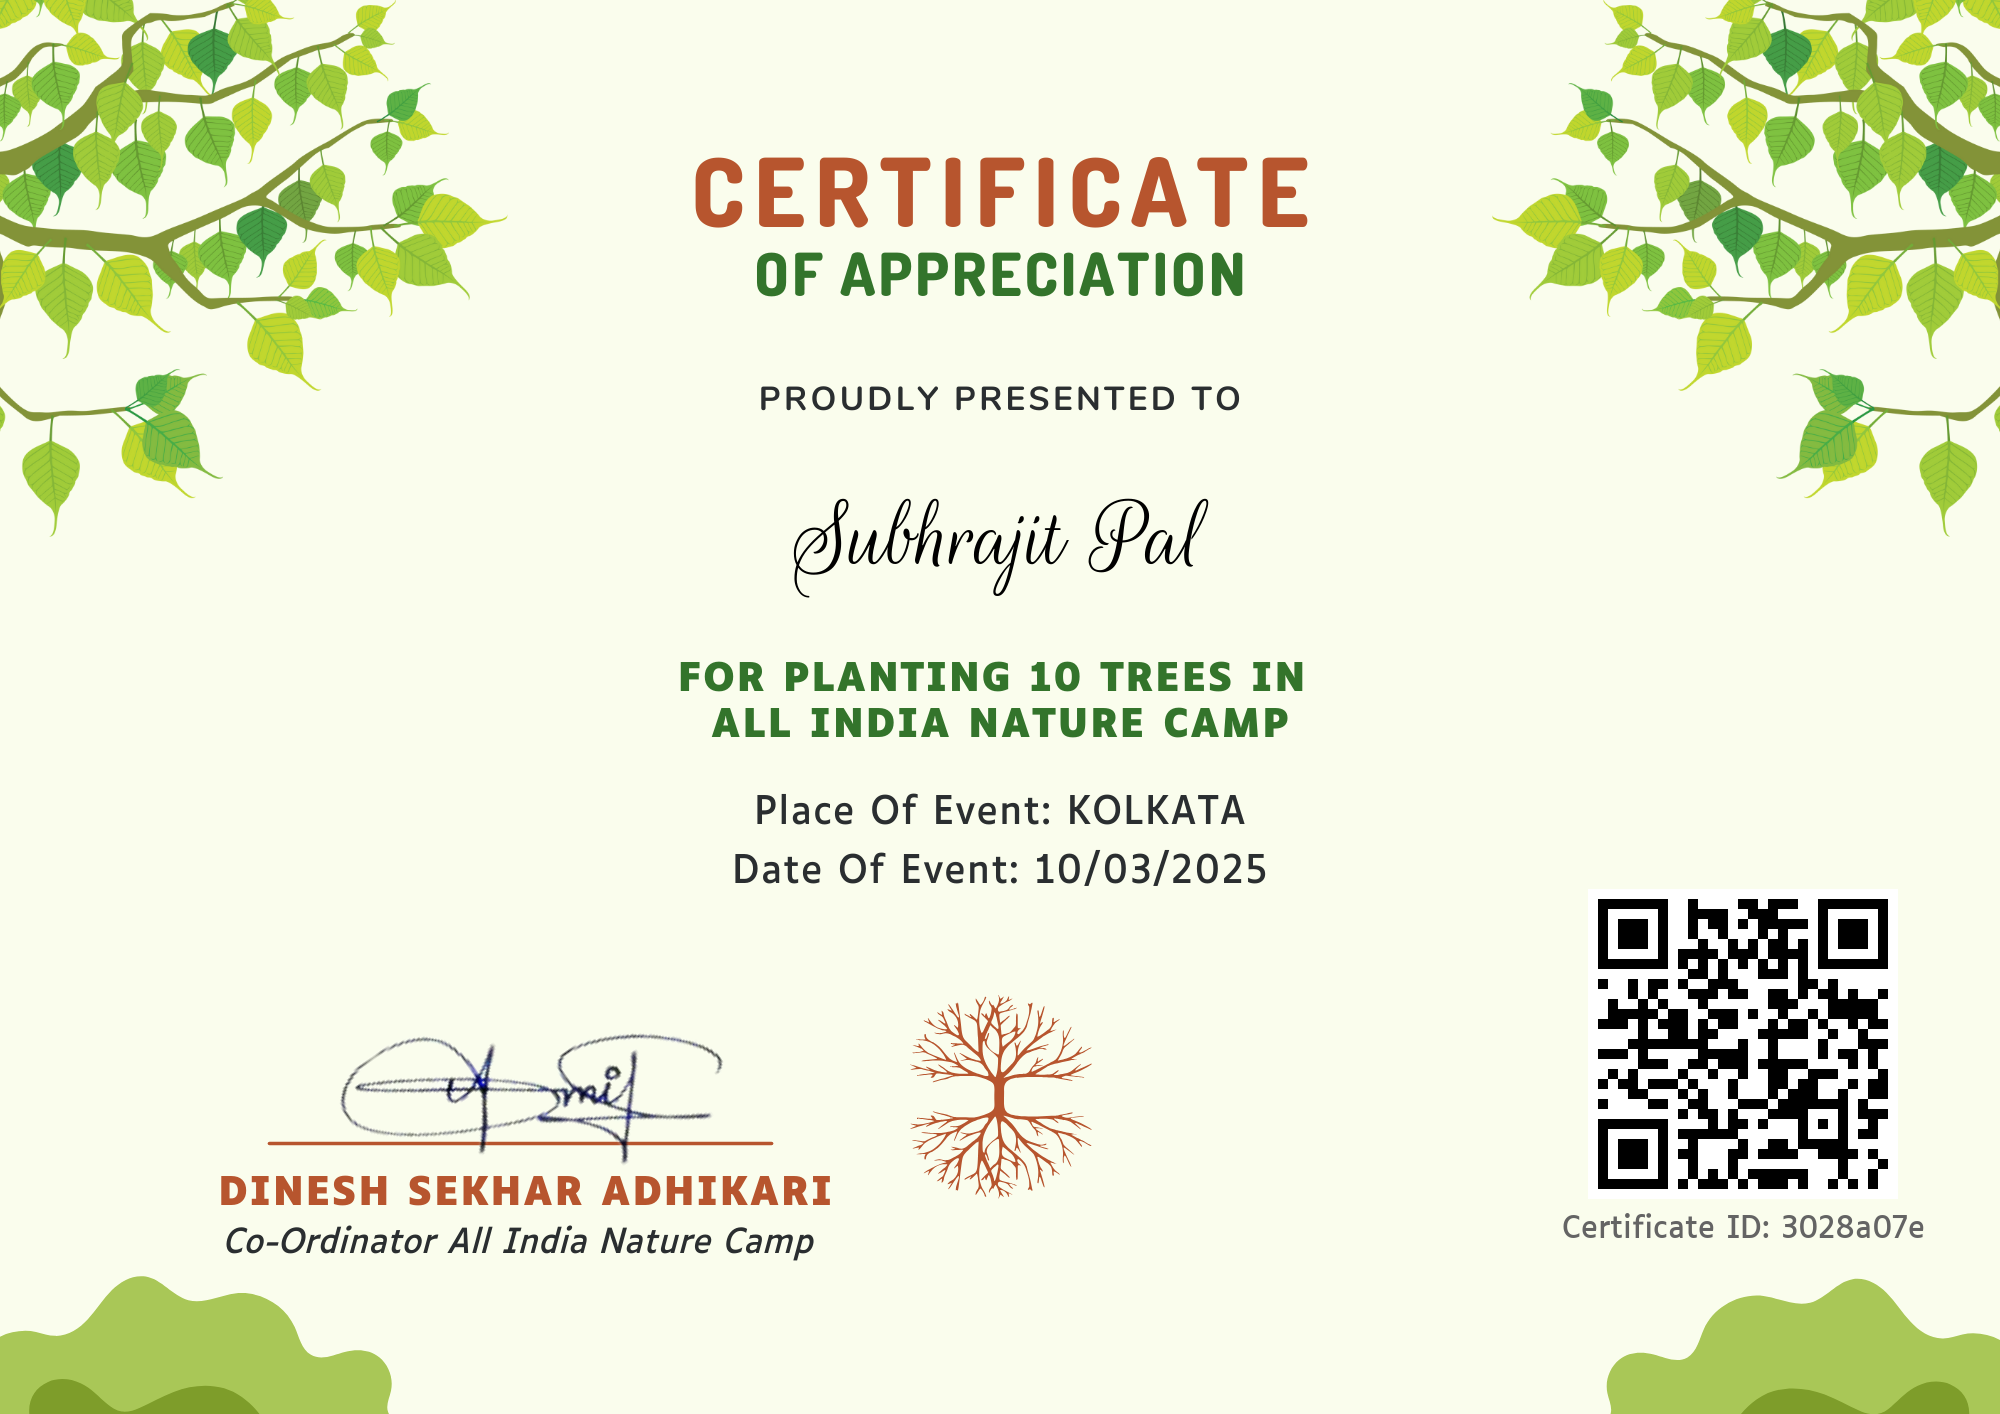 CERTIFICATE
OF APPRECIATION
PROUDLY PRESENTED TO
Subhrajit Pal
FOR PLANTING 10 TREES IN
ALL INDIA NATURE CAMP
Place Of Event: KOLKATA
Date Of Event: 10/03/2025
DINESH SEKHAR ADHIKARI
Co-Ordinator All India Nature Camp
Certificate ID: 3028a07e